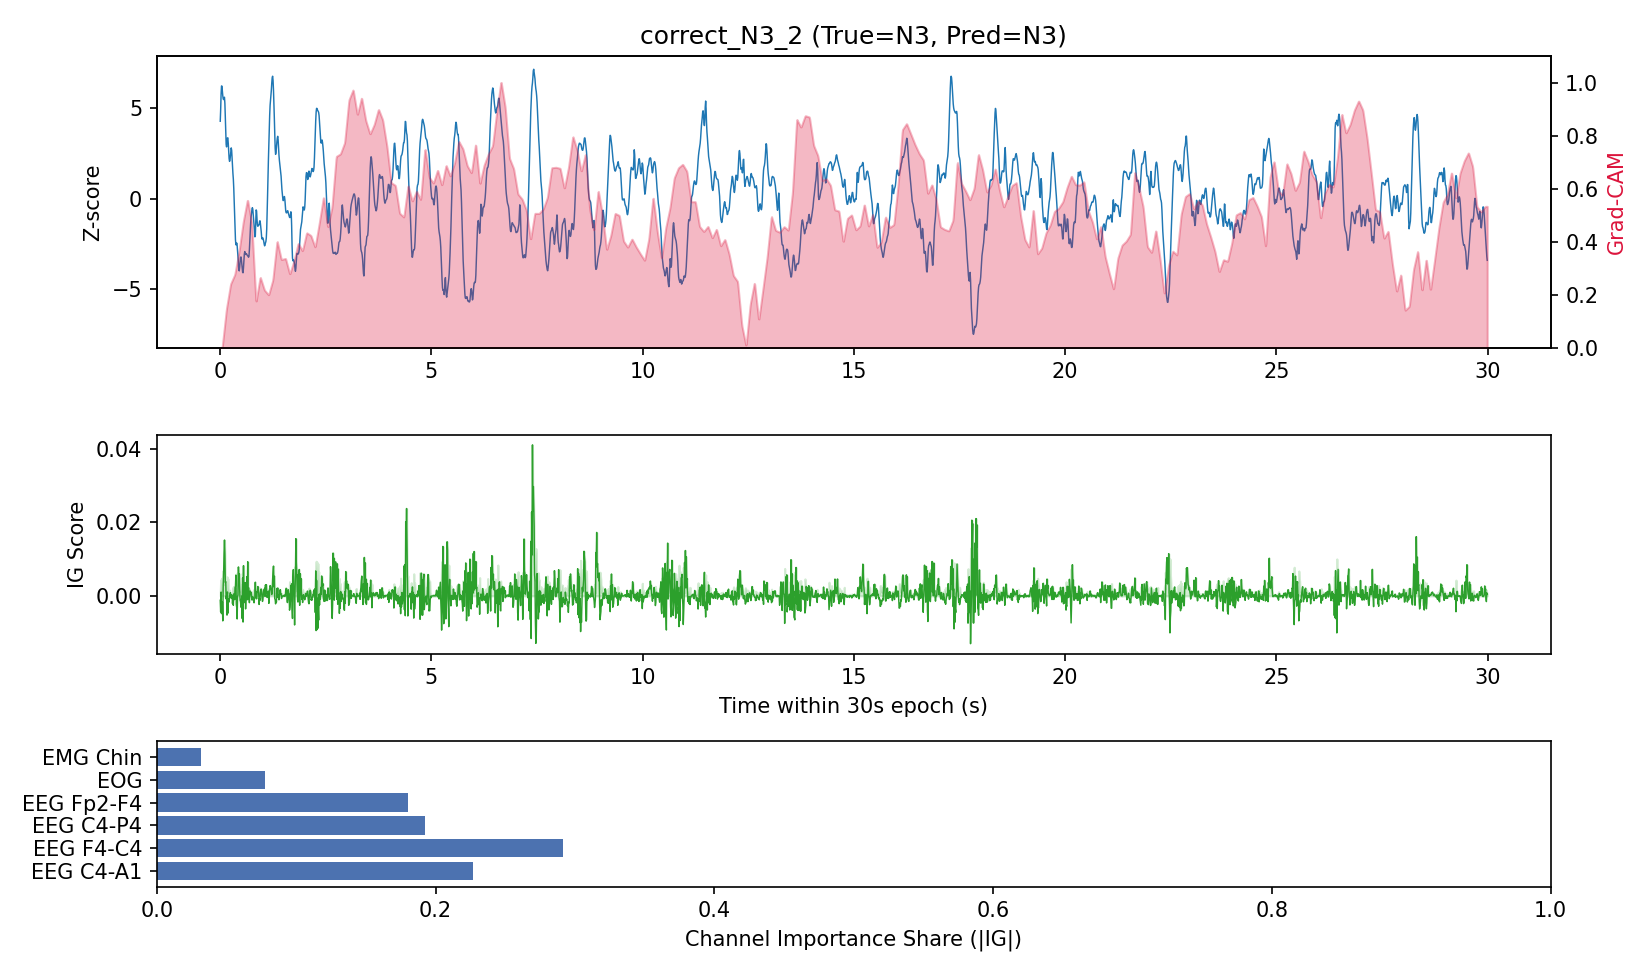 correct_N3_2 (True=N3, Pred=N3)
Z-score
5
0
−5
1.0
0.8
0.6
0.4
0.2
0.0
Grad-CAM
0 5 10 15 20 25 30
IG Score
0.04
0.02
0.00
0 5 10 15 20 25 30
Time within 30s epoch (s)
EMG Chin
EOG
EEG Fp2-F4
EEG C4-P4
EEG F4-C4
EEG C4-A1
0.0 0.2 0.4 0.6 0.8 1.0
Channel Importance Share (|IG|)